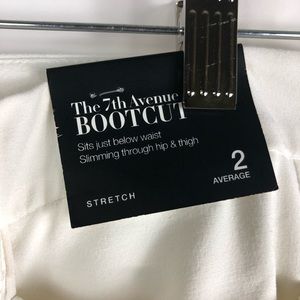 The 7th Avenue
BOOTCUT
Sits just below waist
Slimming through hip & thigh
2
AVERAGE
STRETCH